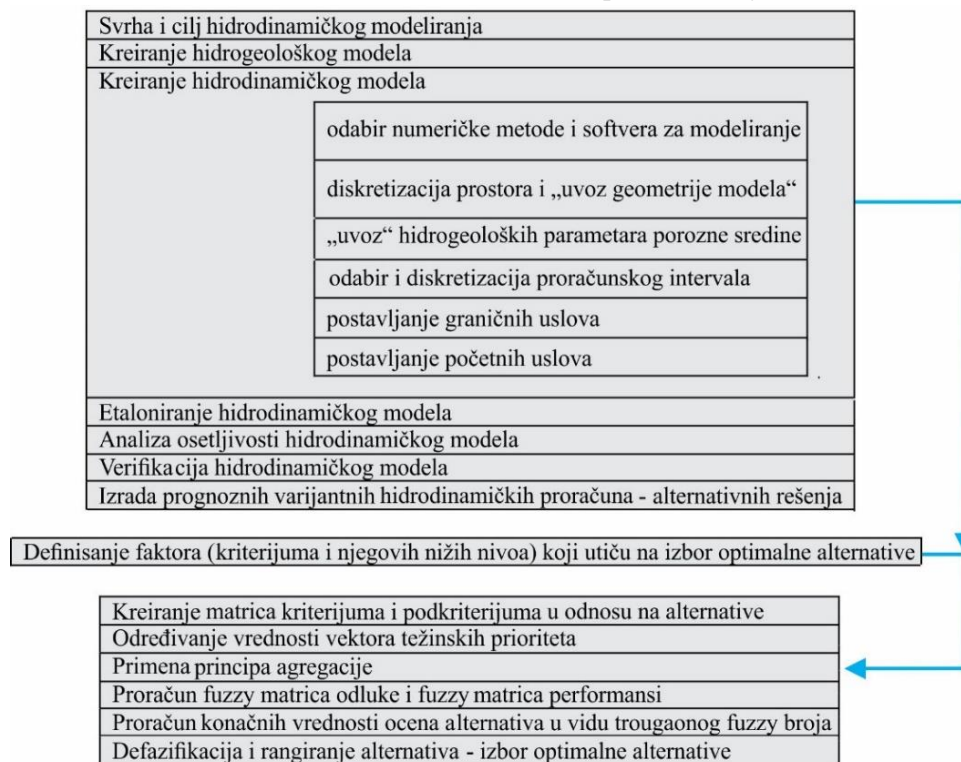 Svrha i cilj hidrodinamičkog modeliranja
Kreiranje hidrogeološkog modela
Kreiranje hidrodinamičkog modela
odabir numeričke metode i softvera za modeliranje
diskretizacija prostora i „uvoz geometrije modela“
„uvoz“ hidrogeoloških parametara porozne sredine
odabir i diskretizacija proračunskog intervala
postavljanje graničnih uslova
postavljanje početnih uslova
Etaloniranje hidrodinamičkog modela
Analiza osetljivosti hidrodinamičkog modela
Verifikacija hidrodinamičkog modela
Izrada prognoznih varijantnih hidrodinamičkih proračuna - alternativnih rešenja
Definisanje faktora (kriterijuma i njegovih nižih nivoa) koji utiču na izbor optimalne alternative
Kreiranje matrica kriterijuma i podkriterijuma u odnosu na alternative
Određivanje vrednosti vektora težinskih prioriteta
Primena principa agregacije
Proračun fuzzy matrica odluke i fuzzy matrica performansi
Proračun konačnih vrednosti ocena alternativa u vidu trougaonog fuzzy broja
Defazifikacija i rangiranje alternativa - izbor optimalne alternative